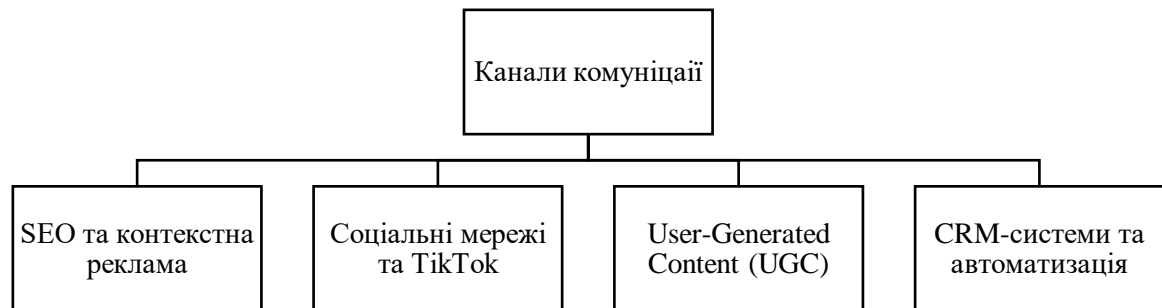 Канали комуніцаії
SEO та контекстна
реклама
Соціальні мережі
та TikTok
User-Generated
Content (UGC)
CRM-системи та
автоматизація